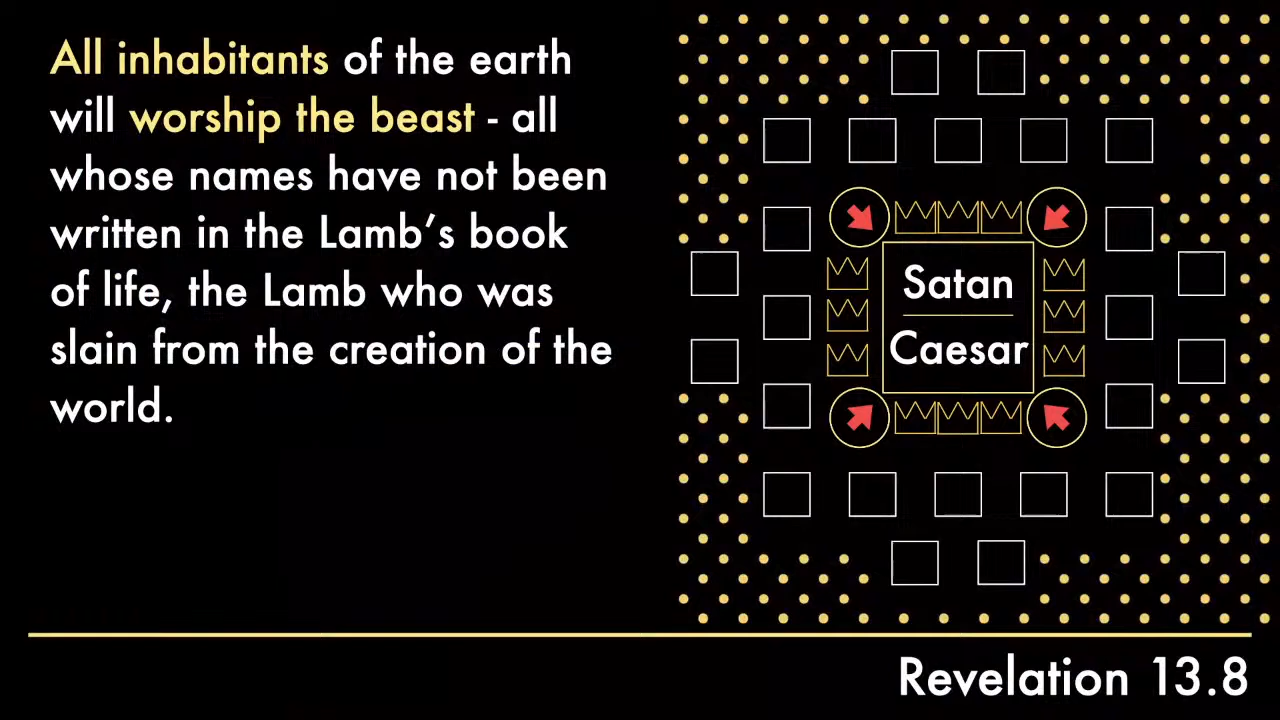 All inhabitants of the earth
will worship the beast - all
whose names have not been
written in the Lamb's book
of life, the Lamb who was
slain from the creation of the
world.
Satan
Caesar
Revelation 13.8